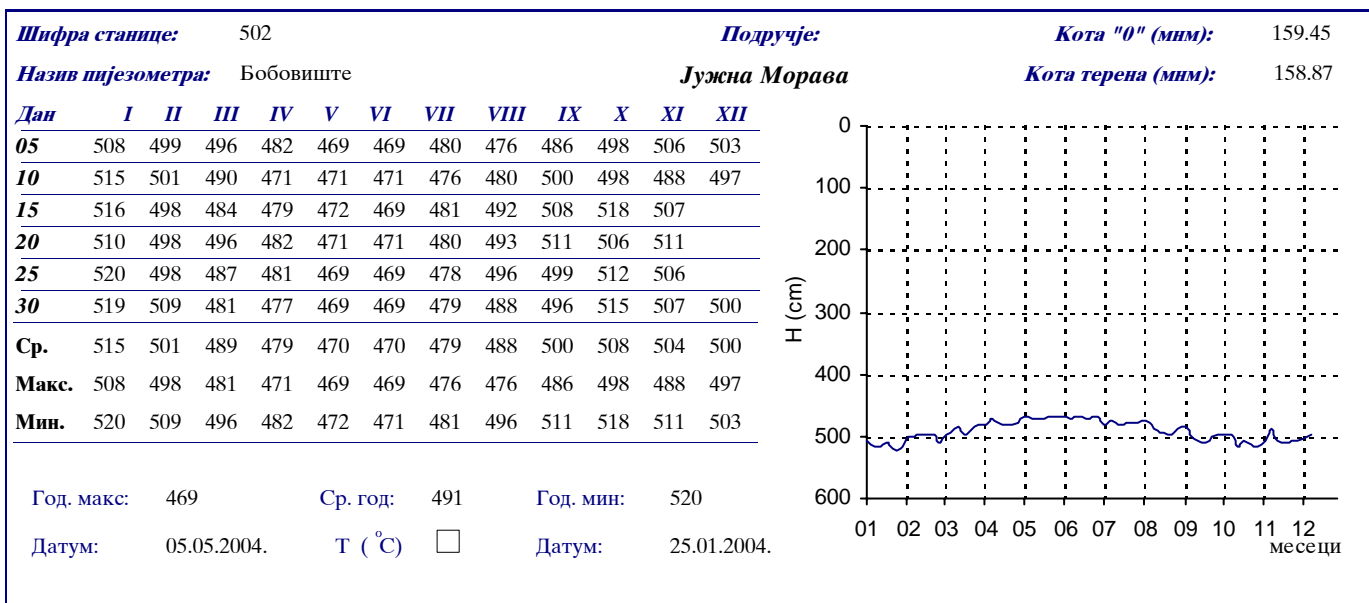 Шифра станице: 502 Подручје: Кота "0" (мнм): 159.45
Назив пијезометра: Бобовиште Јужна Морава Кота терена (мнм): 158.87
Дан I II III IV V VI VII VIII IX X XI XII
05 508 499 496 482 469 469 480 476 486 498 506 503
10 515 501 490 471 471 471 476 480 500 498 488 497
15 516 498 484 479 472 469 481 492 508 518 507
20 510 498 496 482 471 471 480 493 511 506 511
25 520 498 487 481 469 469 478 496 499 512 506
30 519 509 481 477 469 469 479 488 496 515 507 500
Ср. 515 501 489 479 470 470 479 488 500 508 504 500
Макс. 508 498 481 471 469 469 476 476 486 498 488 497
Мин. 520 509 496 482 472 471 481 496 511 518 511 503
Год. макс: 469 Ср. год: 491 Год. мин: 520
Датум: 05.05.2004. Т ( °C) Датум: 25.01.2004.
H (cm)
0
100
200
300
400
500
600
01 02 03 04 05 06 07 08 09 10 11 12
месеци